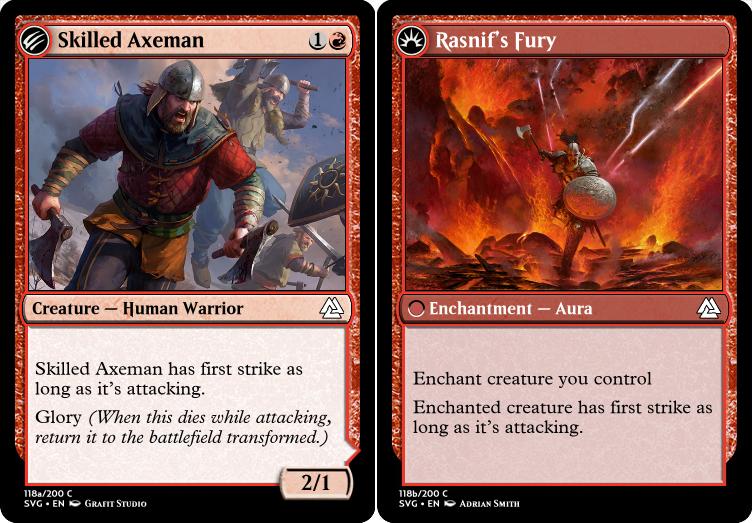 Skilled Axeman 1
Creature — Human Warrior
Skilled Axeman has first strike as
long as it's attacking.
Glory (When this dies while attacking,
return it to the battlefield transformed.)
2/1
118a/200 C
SVG • EN Grafit Studio
Rasnif's Fury
Enchantment — Aura
Enchant creature you control
Enchanted creature has first strike as
long as it's attacking.
118b/200 C
SVG • EN Adrian Smith